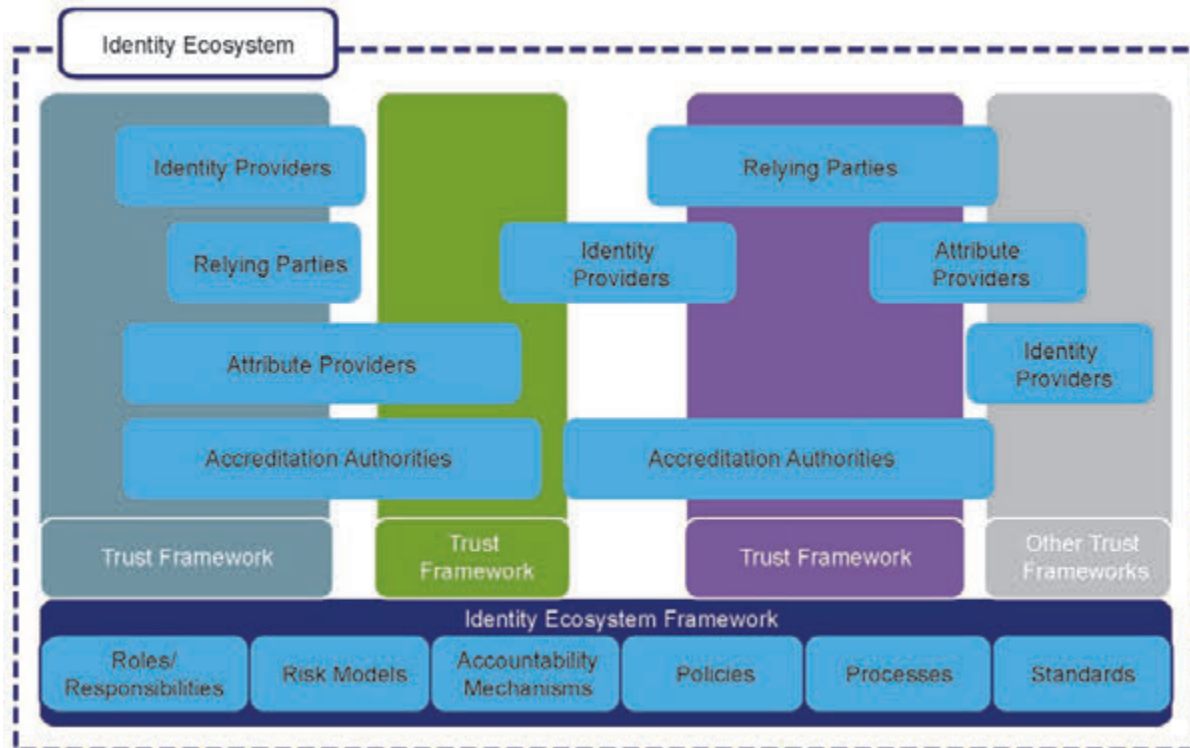 Identity Ecosystem
Identity Providers
Relying Parties
Relying Parties
Identity
Providers
Attribute
Providers
Attribute Providers
Identity
Providers
Accreditation Authorities
Accreditation Authorities
Trust Framework
Trust
Framework
Trust Framework
Other Trust
Frameworks
Identity Ecosystem Framework
Roles/
Responsibilities
Risk Models
Accountability
Mechanisms
Policies
Processes
Standards